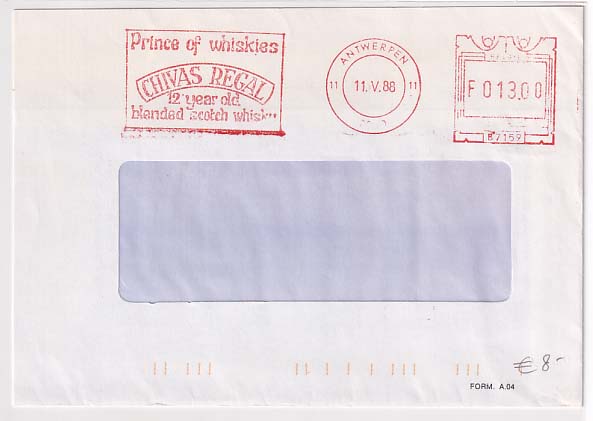 Prince of whiskies
CHIVAS REGAL
12 year old
blended scotch whisky
ANTWERPEN
11 11.V.88 11
F 013.00
B7159
€ 8-
FORM. A.04